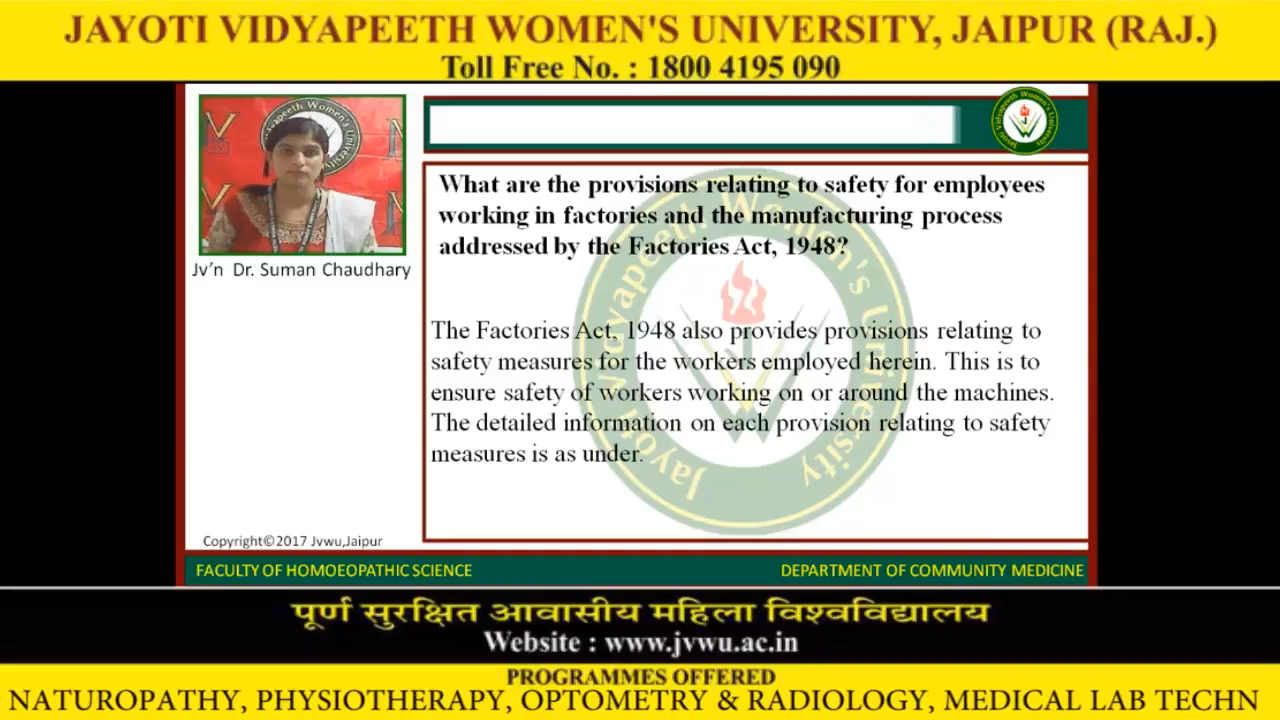 JAYOTI VIDYAPEETH WOMEN'S UNIVERSITY, JAIPUR (RAJ.)
Toll Free No. : 1800 4195 090
Jv'n Dr. Suman Chaudhary
What are the provisions relating to safety for employees
working in factories and the manufacturing process
addressed by the Factories Act, 1948?
Jayoti Vidyapeeth Women's University
The Factories Act, 1948 also provides provisions relating to
safety measures for the workers employed herein. This is to
ensure safety of workers working on or around the machines.
The detailed information on each provision relating to safety
measures is as under.
Copyright©2017 Jvwu,Jaipur
FACULTY OF HOMOEOPATHIC SCIENCE
DEPARTMENT OF COMMUNITY MEDICINE
पूर्ण सुरक्षित आवासीय महिला विश्वविद्यालय
Website : www.jvwu.ac.in
PROGRAMMES OFFERED
NATUROPATHY, PHYSIOTHERAPY, OPTOMETRY & RADIOLOGY, MEDICAL LAB TECHN